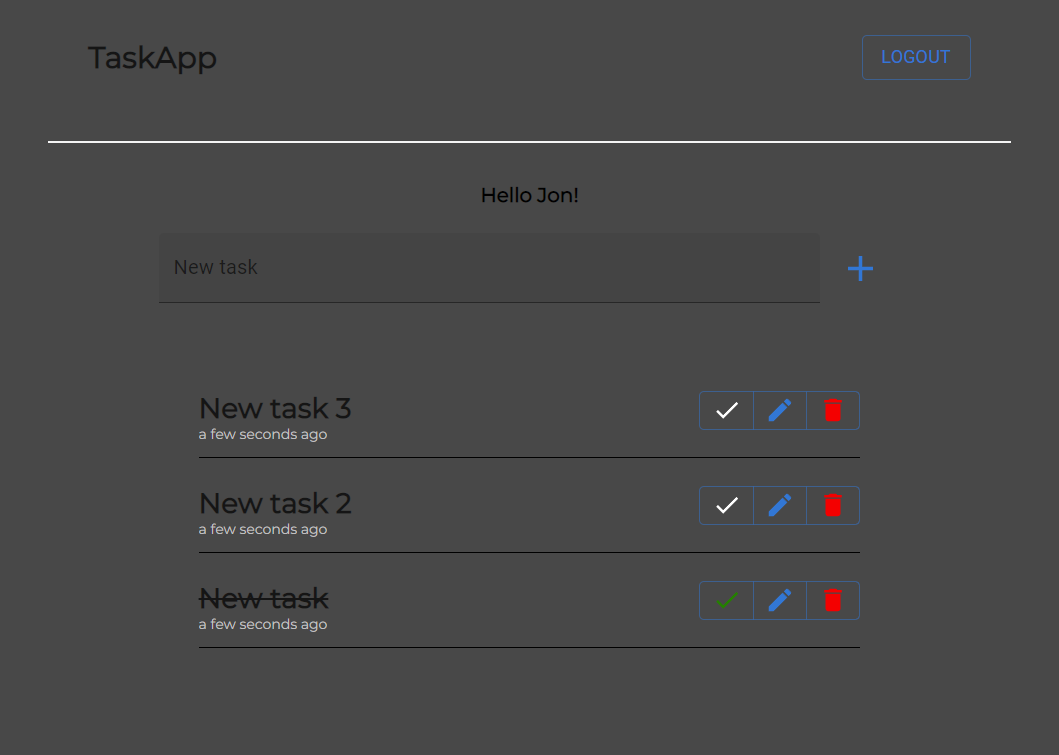 TaskApp
LOGOUT
Hello Jon!
New task
New task 3
a few seconds ago
New task 2
a few seconds ago
New task
a few seconds ago